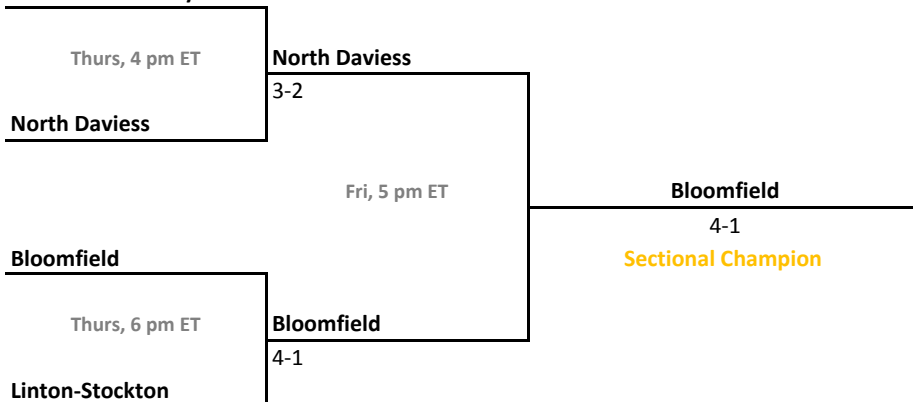 Thurs, 4 pm ET
North Daviess
3-2
North Daviess
Fri, 5 pm ET
Bloomfield
4-1
Sectional Champion
Bloomfield
Thurs, 6 pm ET
Bloomfield
4-1
Linton-Stockton